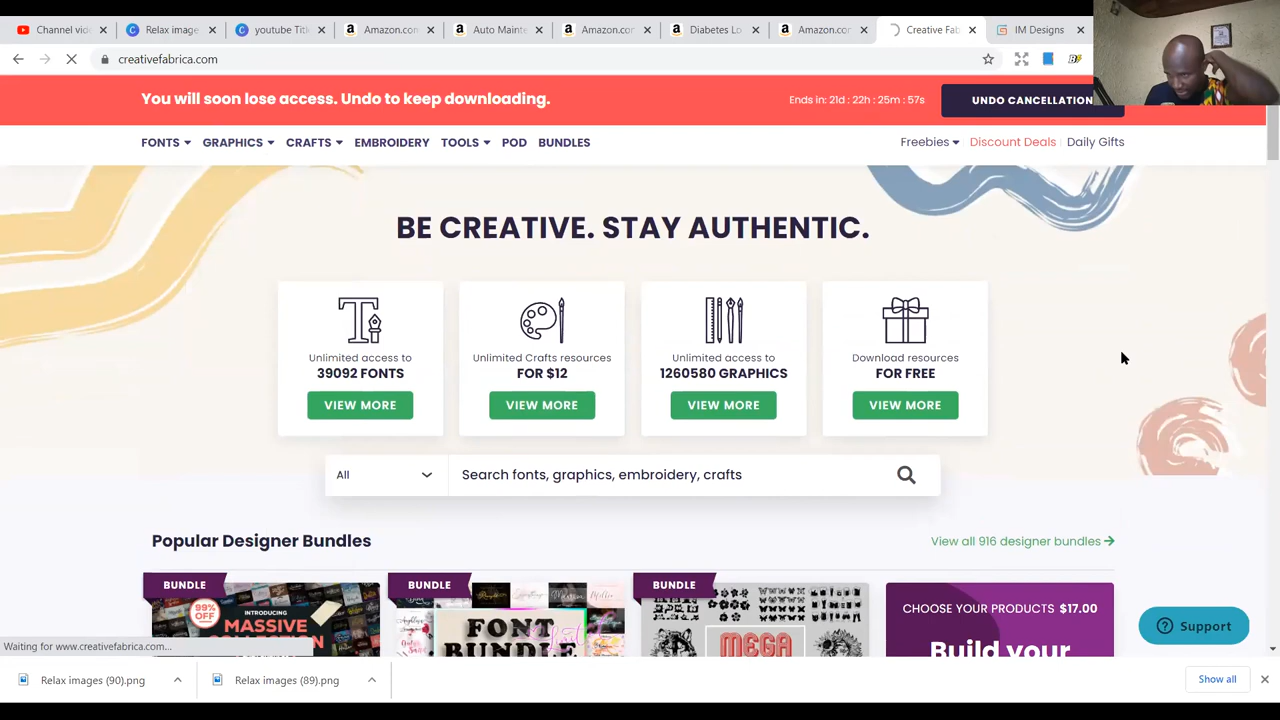 Channel vide
Relax image
youtube Title
Amazon.com
Auto Mainte
Amazon.com
Diabetes Lo
Amazon.com
Creative Fab
IM Designs
creativefabrica.com
You will soon lose access. Undo to keep downloading.
Ends in: 21d : 22h : 25m : 57s
UNDO CANCELLATION
FONTS GRAPHICS CRAFTS EMBROIDERY TOOLS POD BUNDLES
Freebies Discount Deals Daily Gifts
BE CREATIVE. STAY AUTHENTIC.
Unlimited access to
39092 FONTS
VIEW MORE
Unlimited Crafts resources
FOR $12
VIEW MORE
Unlimited access to
1260580 GRAPHICS
VIEW MORE
Download resources
FOR FREE
VIEW MORE
All
Search fonts, graphics, embroidery, crafts
Popular Designer Bundles
View all 916 designer bundles
BUNDLE
99%
OFF
INTRODUCING
MASSIVE
BUNDLE
FONT
BUNDLE
BUNDLE
MEGA
CHOOSE YOUR PRODUCTS $17.00
Build your
Support
Waiting for www.creativefabrica.com...
Relax images (90).png
Relax images (89).png
Show all